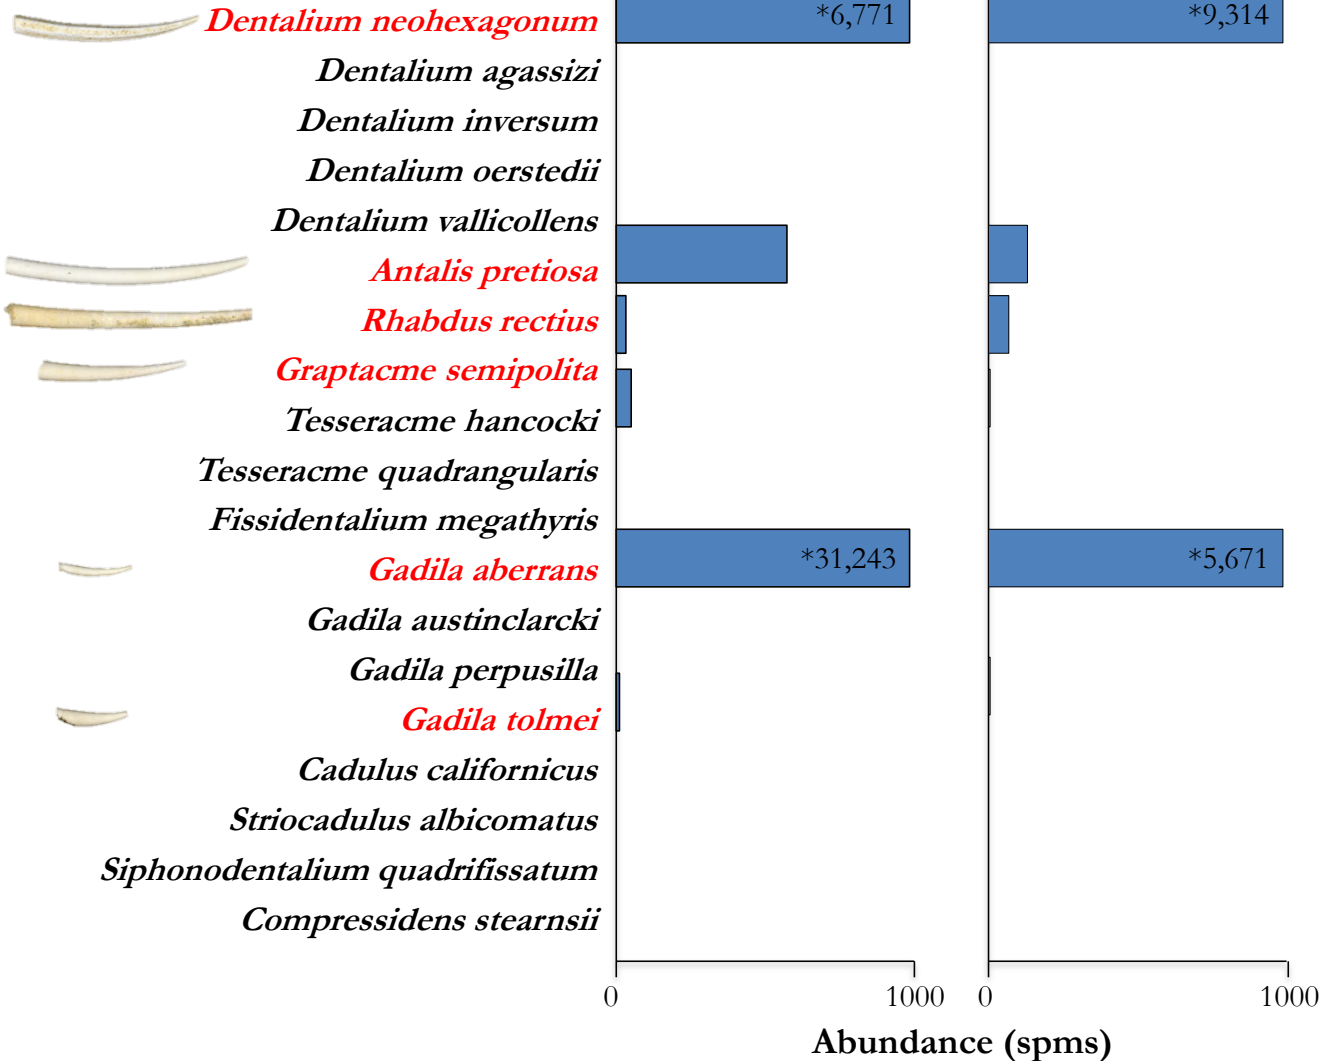 Dentalium neohexagonum *6,771 *9,314
Dentalium agassizi
Dentalium inversum
Dentalium oerstedii
Dentalium vallicollens
Antalis pretiosa
Rhabdus rectius
Graptacme semipolita
Tesseracme hancocki
Tesseracme quadrangularis
Fissidentalium megathyris
Gadila aberrans *31,243 *5,671
Gadila austinclarcki
Gadila perpusilla
Gadila tolmei
Cadulus californicus
Striocadulus albicomatus
Siphonodentalium quadrifissatum
Compressidens stearnsii
0 1000 0 1000
Abundance (spms)